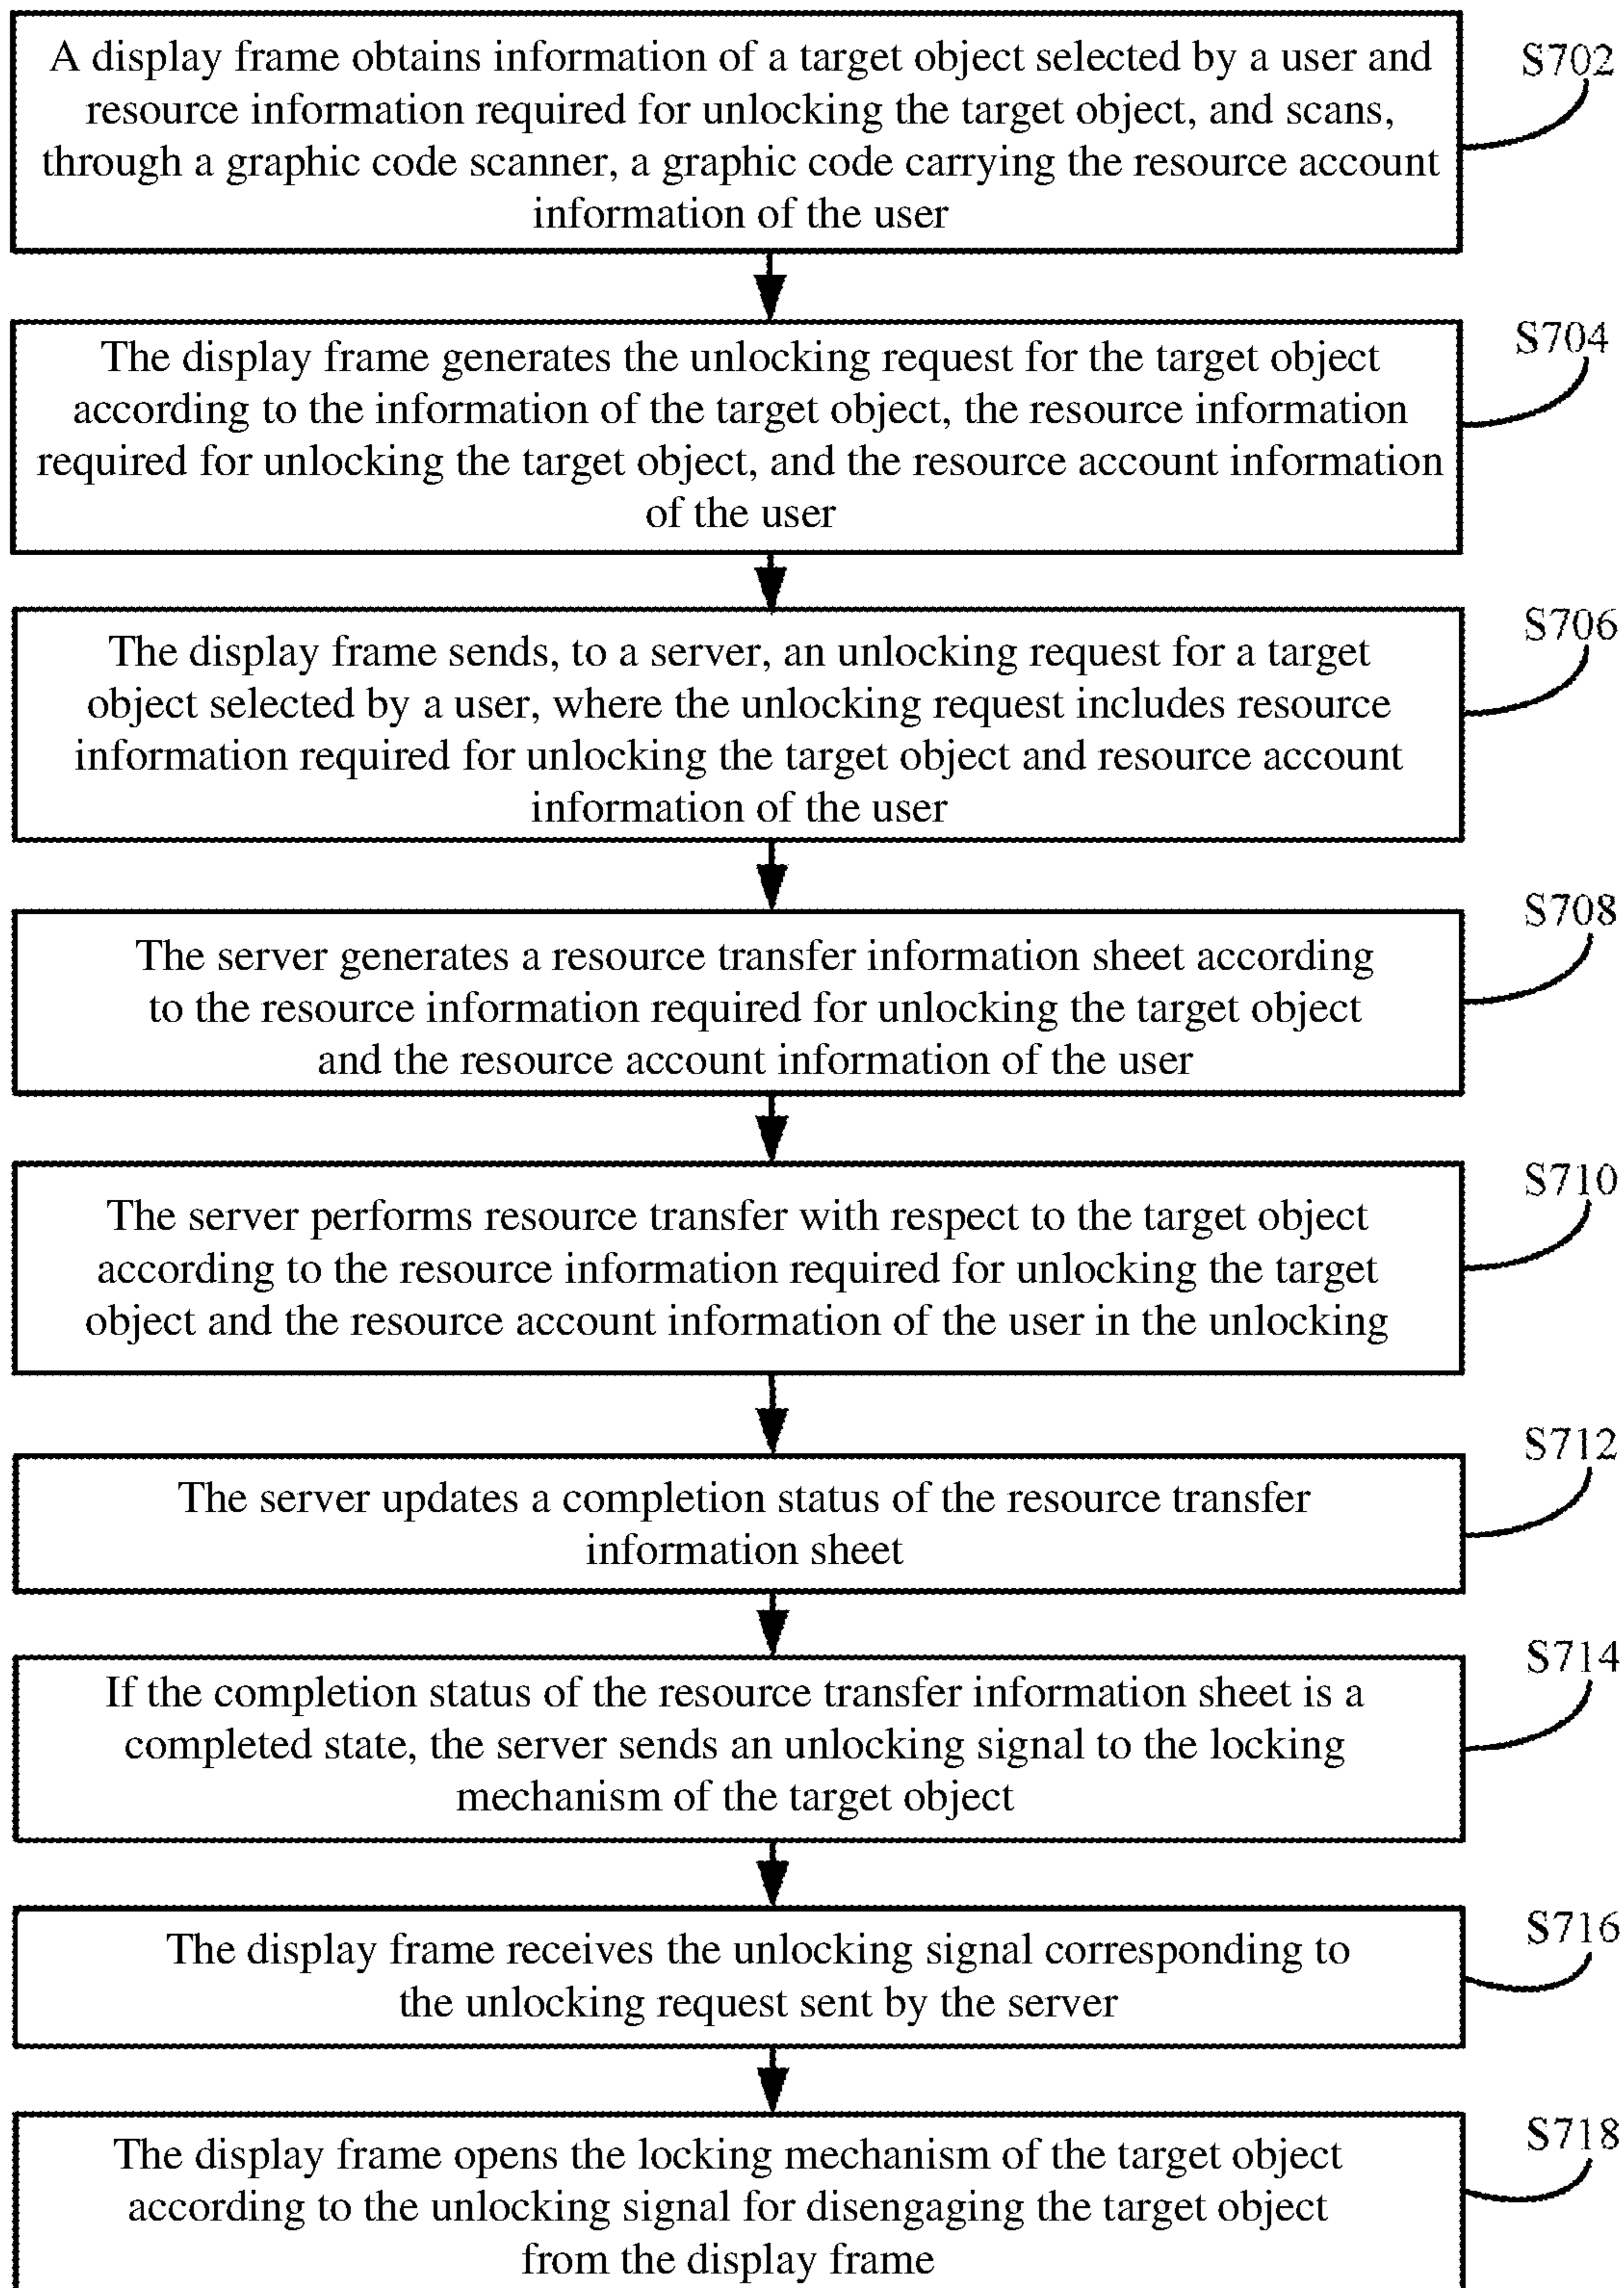 A display frame obtains information of a target object selected by a user and
resource information required for unlocking the target object, and scans,
through a graphic code scanner, a graphic code carrying the resource account
information of the user
S702
The display frame generates the unlocking request for the target object
according to the information of the target object, the resource information
required for unlocking the target object, and the resource account information
of the user
S704
The display frame sends, to a server, an unlocking request for a target
object selected by a user, where the unlocking request includes resource
information required for unlocking the target object and resource account
information of the user
S706
The server generates a resource transfer information sheet according
to the resource information required for unlocking the target object
and the resource account information of the user
S708
The server performs resource transfer with respect to the target object
according to the resource information required for unlocking the target
object and the resource account information of the user in the unlocking
S710
The server updates a completion status of the resource transfer
information sheet
S712
If the completion status of the resource transfer information sheet is a
completed state, the server sends an unlocking signal to the locking
mechanism of the target object
S714
The display frame receives the unlocking signal corresponding to
the unlocking request sent by the server
S716
The display frame opens the locking mechanism of the target object
according to the unlocking signal for disengaging the target object
from the display frame
S718